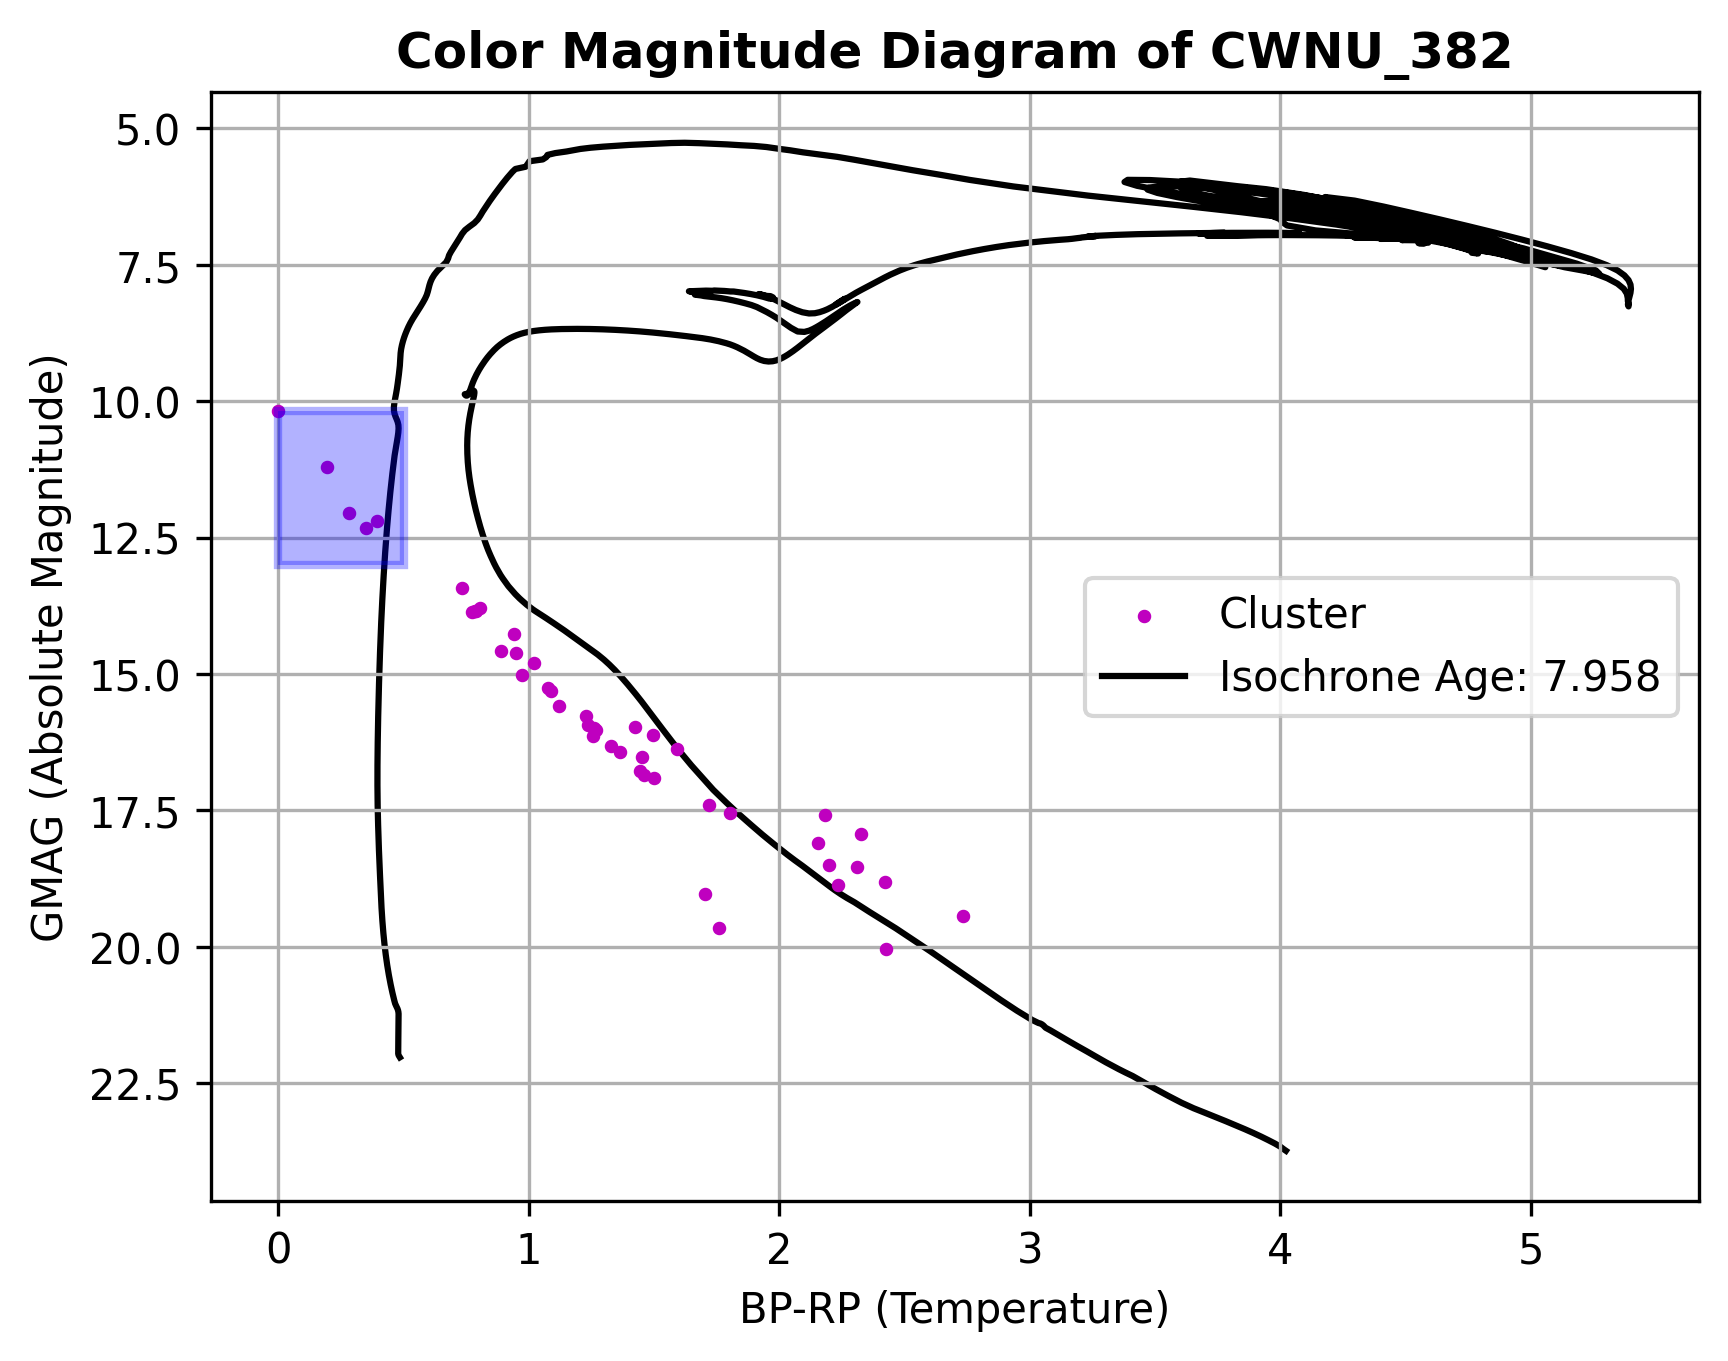 Color Magnitude Diagram of CWNU_382
GMAG (Absolute Magnitude)
5.0
7.5
10.0
12.5
15.0
17.5
20.0
22.5
Cluster
Isochrone Age: 7.958
0 1 2 3 4 5
BP-RP (Temperature)